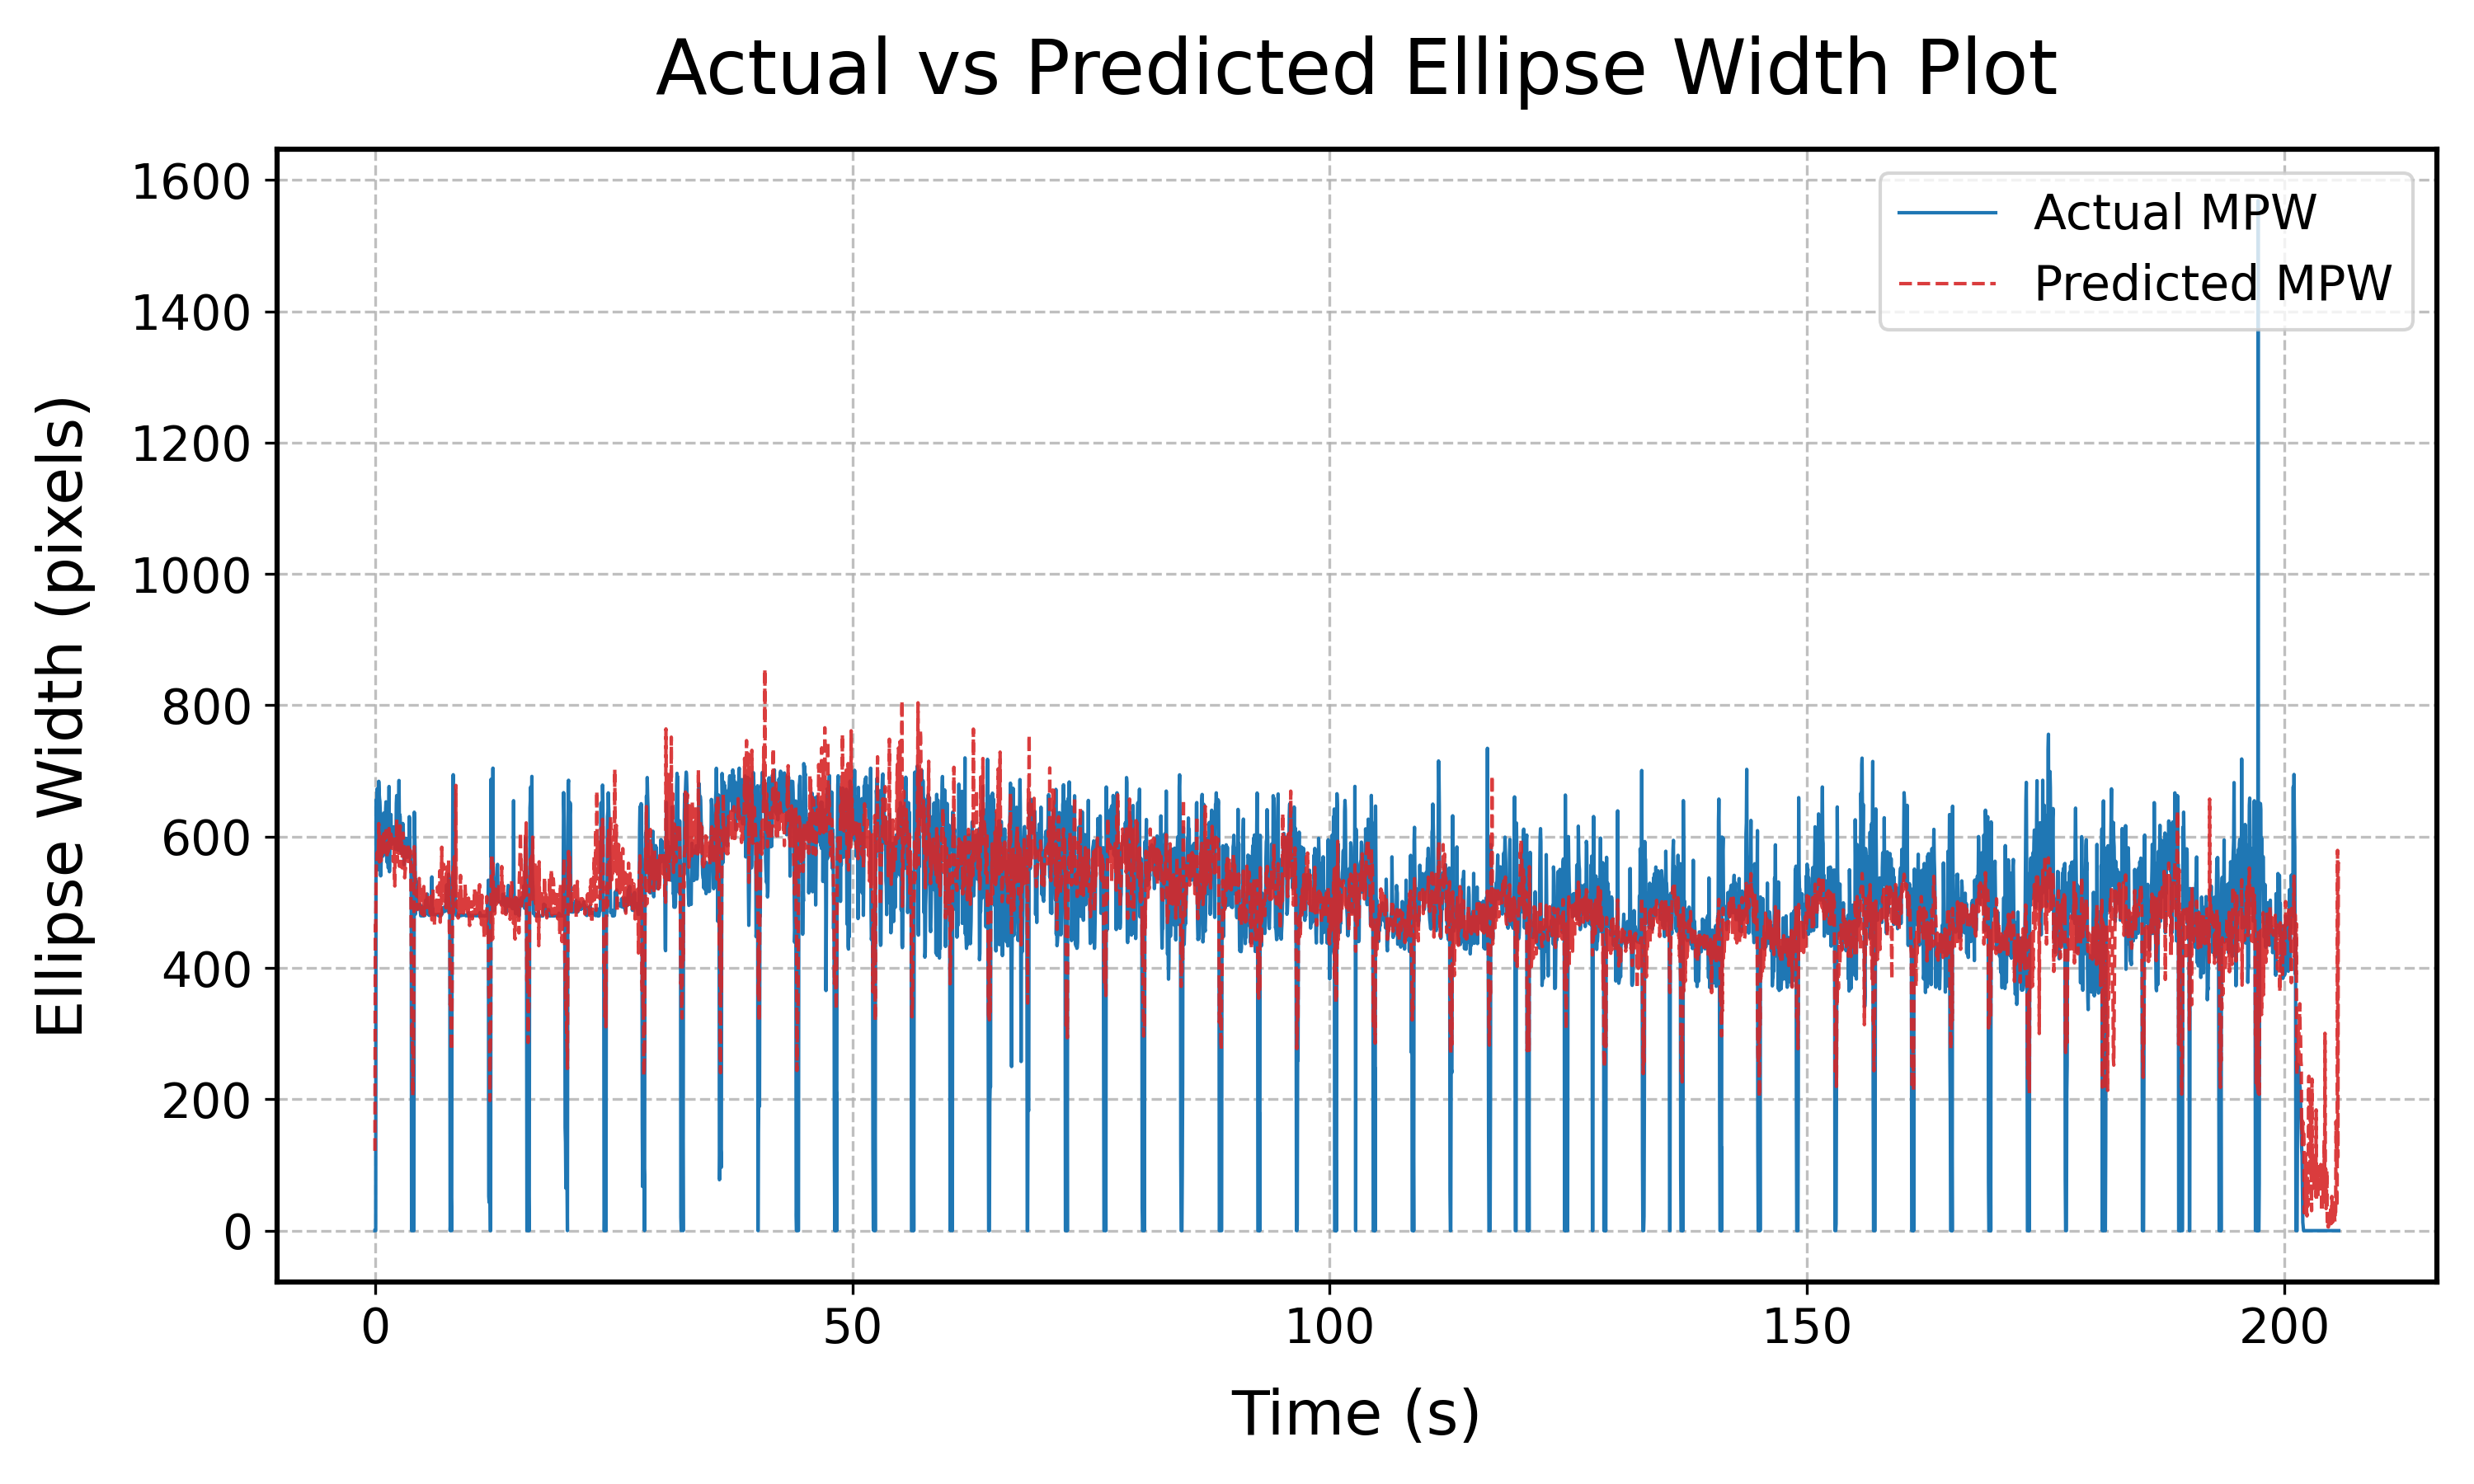 Actual vs Predicted Ellipse Width Plot
Actual MPW
Predicted MPW
Ellipse Width (pixels)
1600
1400
1200
1000
800
600
400
200
0
0 50 100 150 200
Time (s)